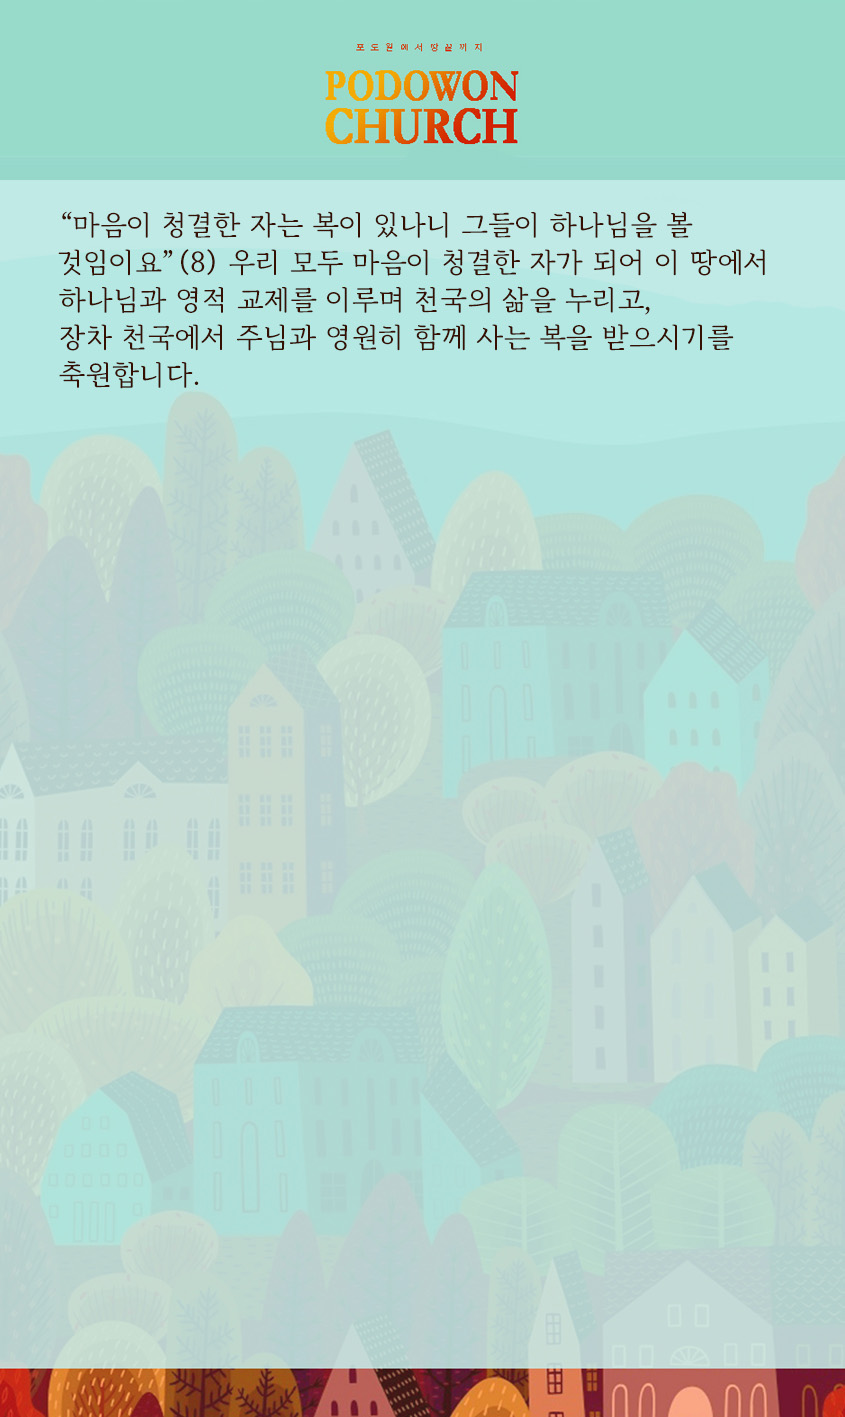 포도원에서땅끝까지
PODOWON
CHURCH
“마음이 청결한 자는 복이 있나니 그들이 하나님을 볼
것임이요” (8) 우리 모두 마음이 청결한 자가 되어 이 땅에서
하나님과 영적 교제를 이루며 천국의 삶을 누리고,
장차 천국에서 주님과 영원히 함께 사는 복을 받으시기를
축원합니다.